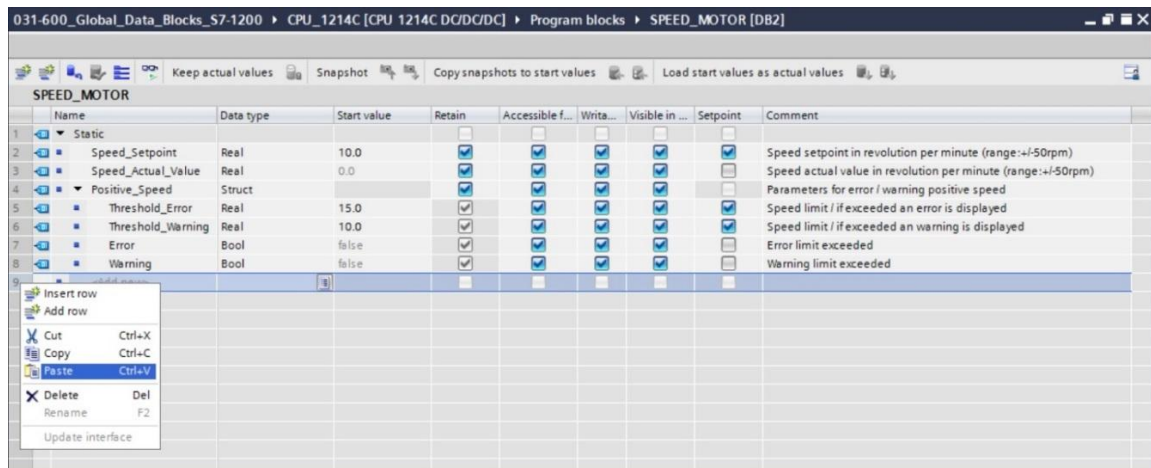 031-600_Global_Data_Blocks_S7-1200 ▸ CPU_1214C [CPU 1214C DC/DC/DC] ▸ Program blocks ▸ SPEED_MOTOR [DB2]
Keep actual values Snapshot Copy snapshots to start values Load start values as actual values
SPEED_MOTOR
Name Data type Start value Retain Accessible f... Writa... Visible in ... Setpoint Comment
1 Static
2 Speed_Setpoint Real 10.0 Speed setpoint in revolution per minute (range:+/-50rpm)
3 Speed_Actual_Value Real 0.0 Speed actual value in revolution per minute (range:+/-50rpm)
4 Positive_Speed Struct Parameters for error / warning positive speed
5 Threshold_Error Real 15.0 Speed limit / if exceeded an error is displayed
6 Threshold_Warning Real 10.0 Speed limit / if exceeded an warning is displayed
7 Error Bool false Error limit exceeded
8 Warning Bool false Warning limit exceeded
9
Insert row
Add row
Cut Ctrl+X
Copy Ctrl+C
Paste Ctrl+V
Delete Del
Rename F2
Update interface